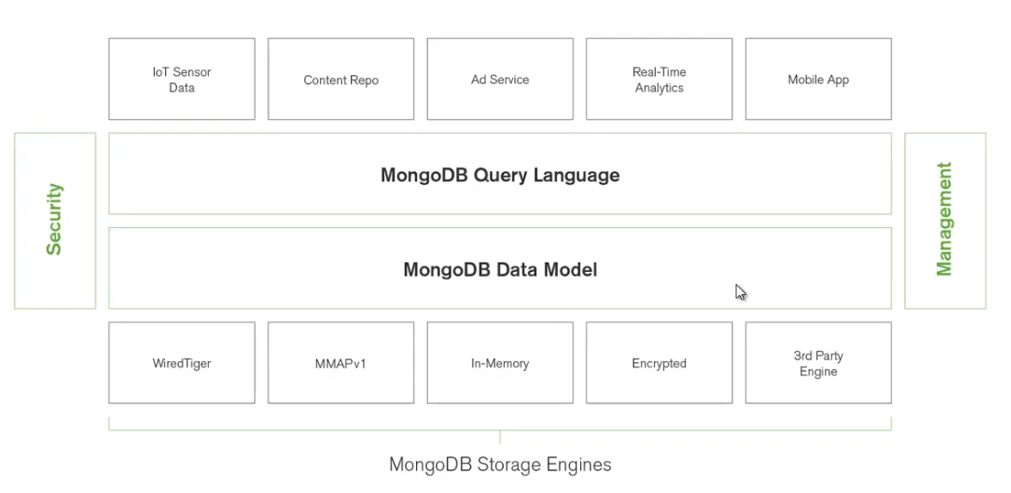 IoT Sensor
Data
Content Repo
Ad Service
Real-Time
Analytics
Mobile App
Security
MongoDB Query Language
Management
MongoDB Data Model
WiredTiger
MMAPv1
In-Memory
Encrypted
3rd Party
Engine
MongoDB Storage Engines